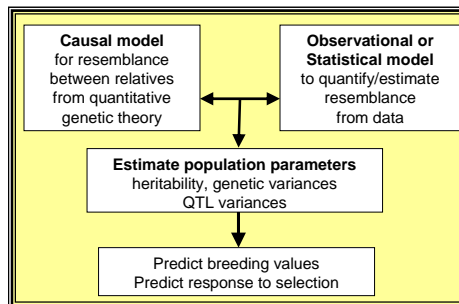 Causal model
for resemblance
between relatives
from quantitative
genetic theory
Observational or
Statistical model
to quantify/estimate
resemblance
from data
Estimate population parameters
heritability, genetic variances
QTL variances
Predict breeding values
Predict response to selection